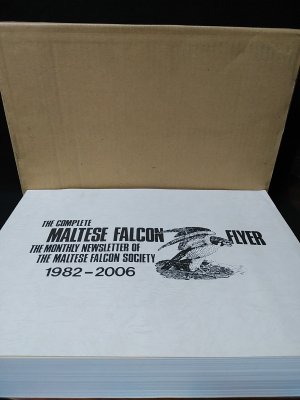 THE COMPLETE
MALTESE FALCON FLYER
THE MONTHLY NEWSLETTER OF
THE MALTESE FALCON SOCIETY
1982-2006